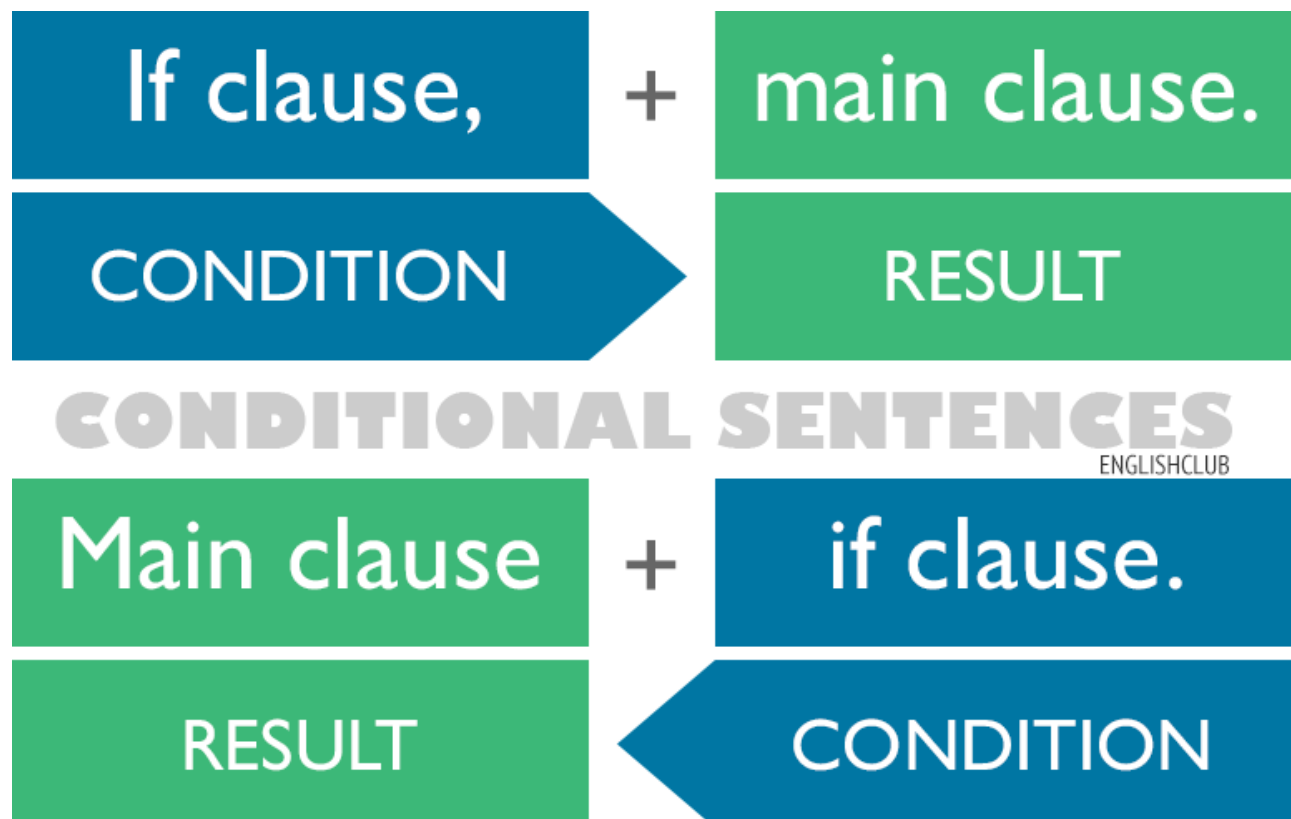 If clause, + main clause.
CONDITION RESULT
CONDITIONAL SENTENCES
ENGLISHCLUB
Main clause + if clause.
RESULT CONDITION